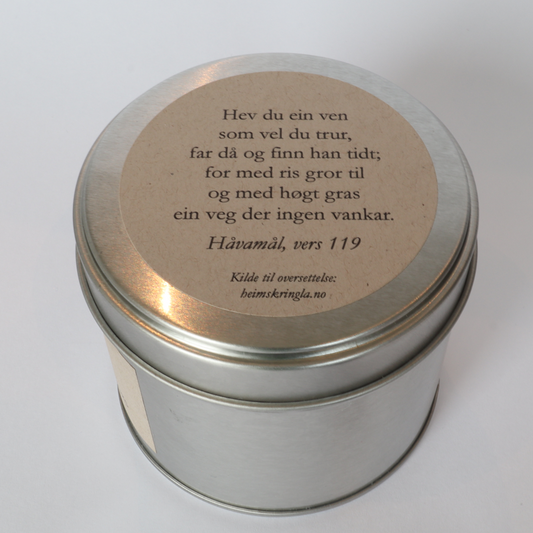 Hev du ein ven
som vel du trur,
far då og finn han tidt;
for med ris gror til
og med høgt gras
ein veg der ingen vankar.
Håvamål, vers 119
Kilde til oversettelse:
heimskringla.no